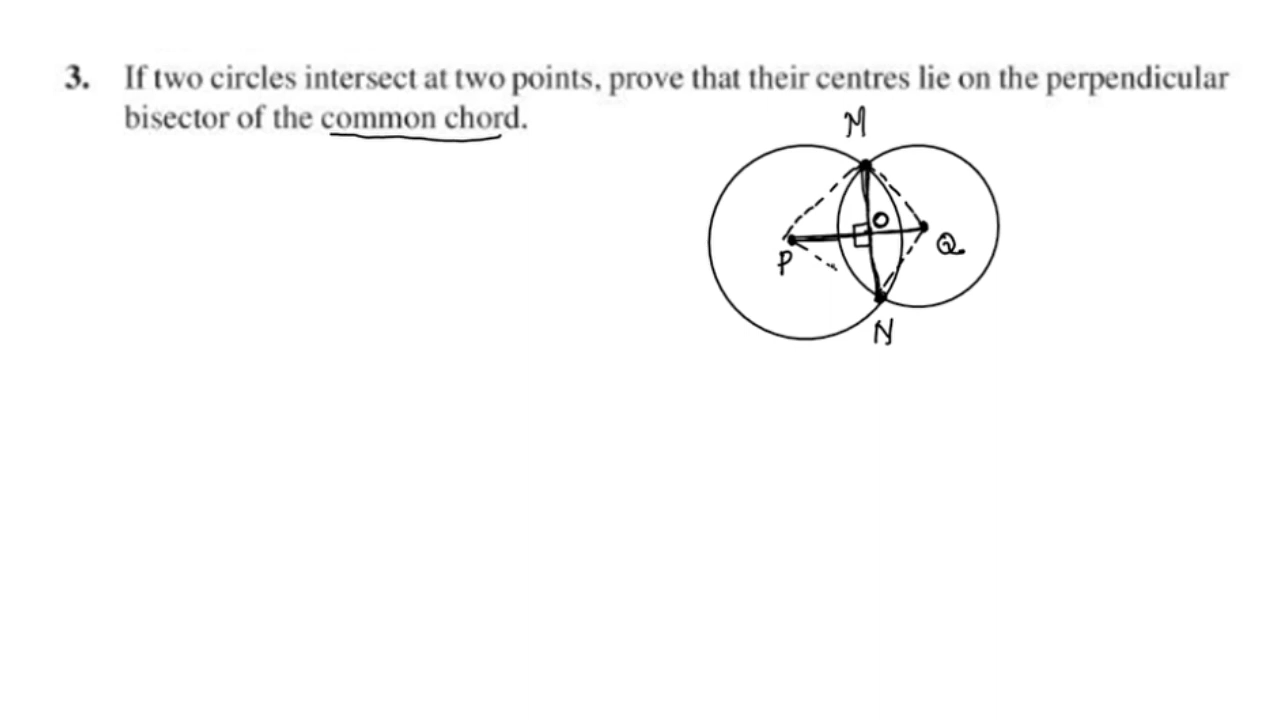 3. If two circles intersect at two points, prove that their centres lie on the perpendicular
bisector of the common chord.
M
O
P
Q
N